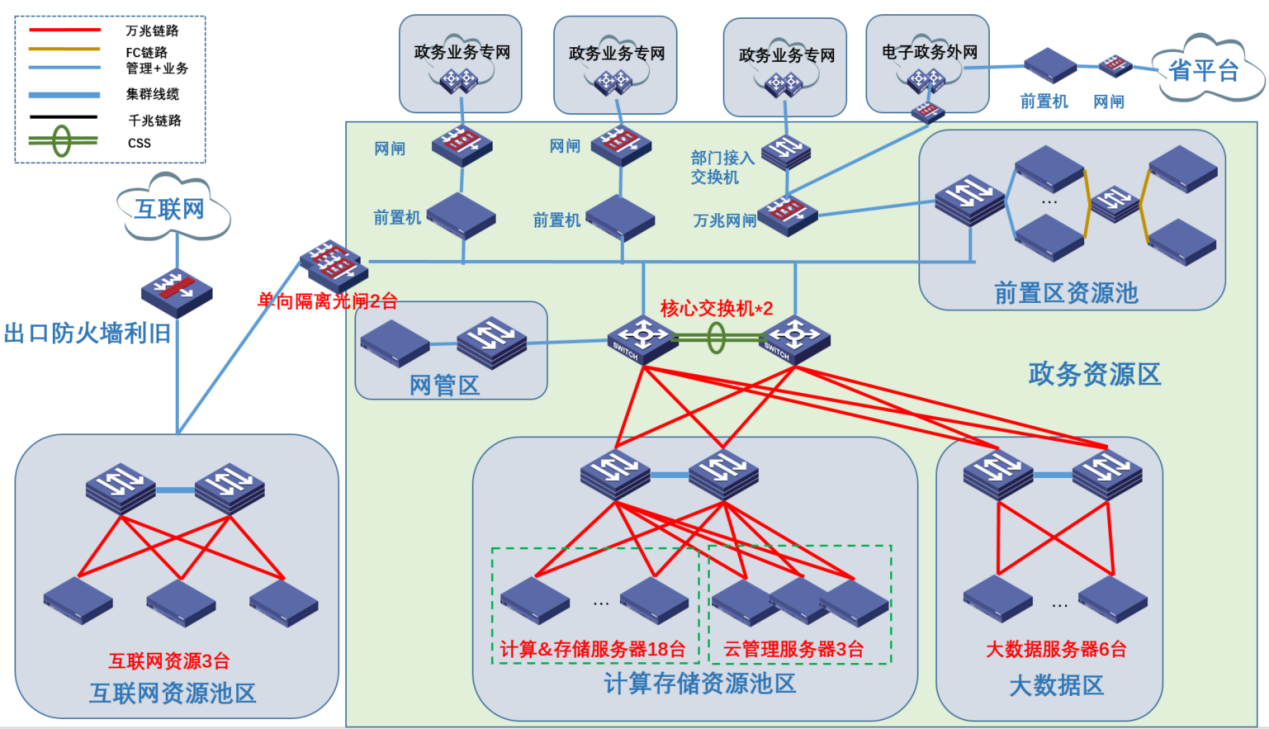 万兆链路
FC链路
管理+业务
集群线缆
千兆链路
CSS
政务业务专网
政务业务专网
政务业务专网
电子政务外网
前置机
网闸
省平台
互联网
出口防火墙利旧
网闸
前置机
网闸
前置机
部门接入
交换机
万兆网闸
单向隔离光闸2台
前置区资源池
核心交换机*2
SWITCH
SWITCH
网管区
政务资源区
互联网资源3台
互联网资源池区
...
计算&存储服务器18台
云管理服务器3台
计算存储资源池区
...
大数据服务器6台
大数据区
...